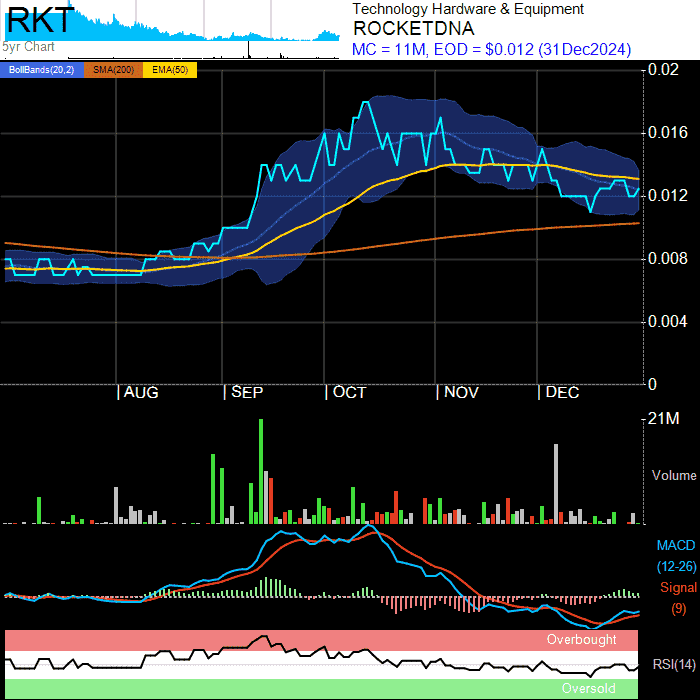 RKT
5yr Chart
Technology Hardware & Equipment
ROCKETDNA
MC = 11M, EOD = $0.012 (31Dec2024)
BollBands(20,2) SMA(200) EMA(50)
0.02
0.016
0.012
0.008
0.004
0
AUG SEP OCT NOV DEC
21M
Volume
MACD
(12-26)
Signal
(9)
Overbought
RSI(14)
Oversold